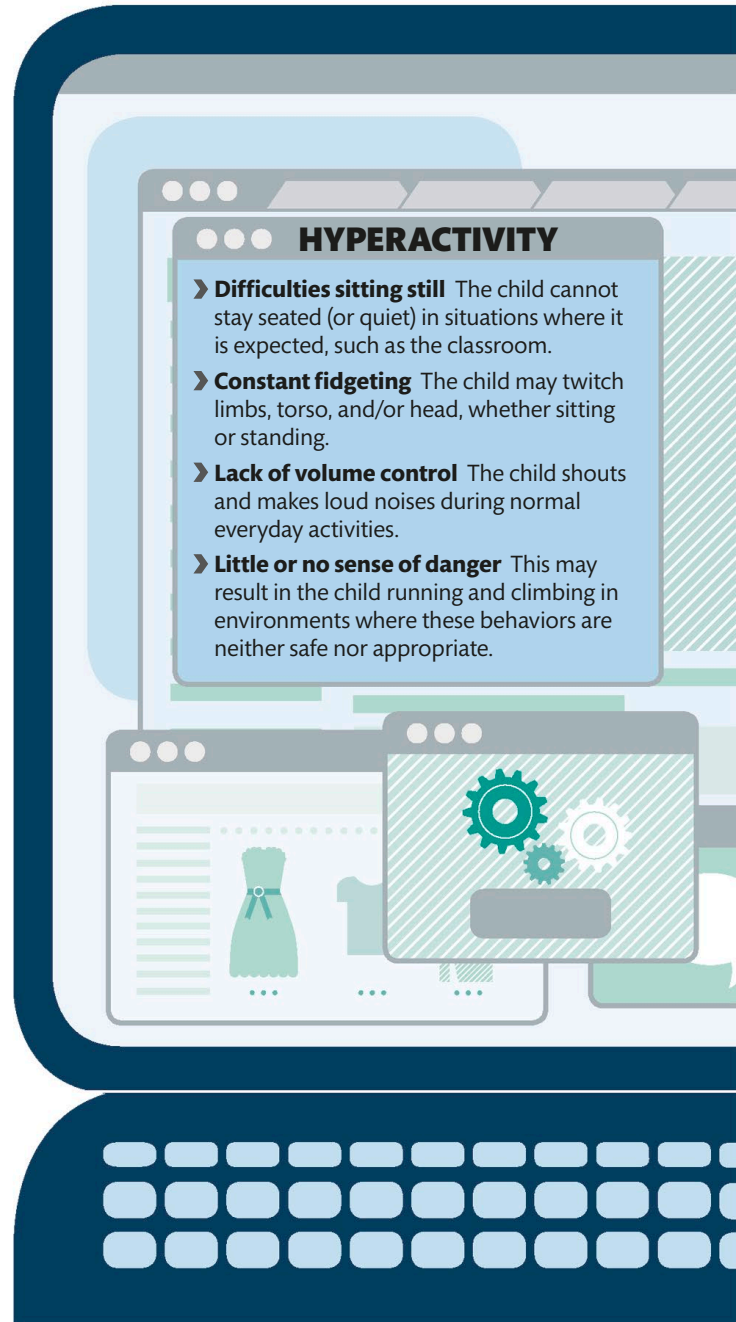 HYPERACTIVITY
❯ Difficulties sitting still The child cannot
stay seated (or quiet) in situations where it
is expected, such as the classroom.
❯ Constant fidgeting The child may twitch
limbs, torso, and/or head, whether sitting
or standing.
❯ Lack of volume control The child shouts
and makes loud noises during normal
everyday activities.
❯ Little or no sense of danger This may
result in the child running and climbing in
environments where these behaviors are
neither safe nor appropriate.